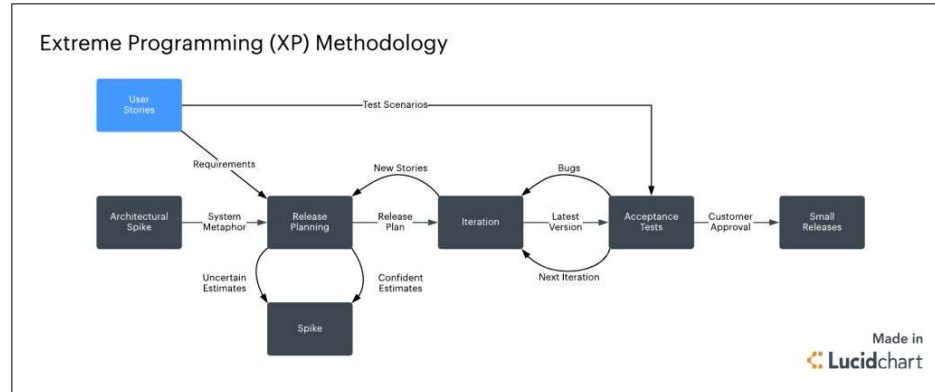 Extreme Programming (XP) Methodology
User
Stories
Test Scenarios
Requirements
New Stories
Bugs
Architectural
Spike
System
Metaphor
Release
Planning
Release
Plan
Iteration
Latest
Version
Acceptance
Tests
Customer
Approval
Small
Releases
Uncertain
Estimates
Confident
Estimates
Next Iteration
Spike
Made in
Lucidchart